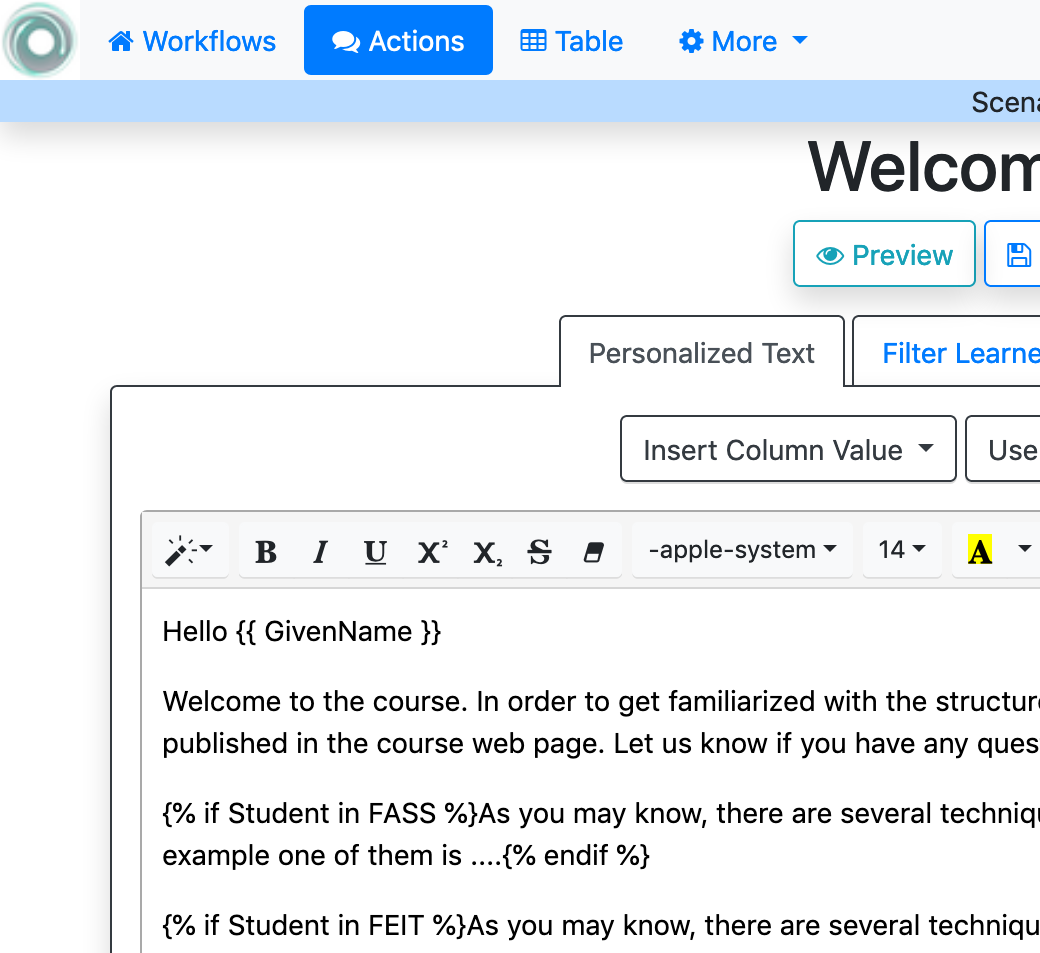 Workflows Actions Table More
Scena
Welcom
Preview
Personalized Text Filter Learne
Insert Column Value Use
B I U X² X₂ S -apple-system 14 A
Hello {{ GivenName }}
Welcome to the course. In order to get familiarized with the structure
published in the course web page. Let us know if you have any ques
{% if Student in FASS %}As you may know, there are several techniqu
example one of them is ....{% endif %}
{% if Student in FEIT %}As you may know, there are several techniqu